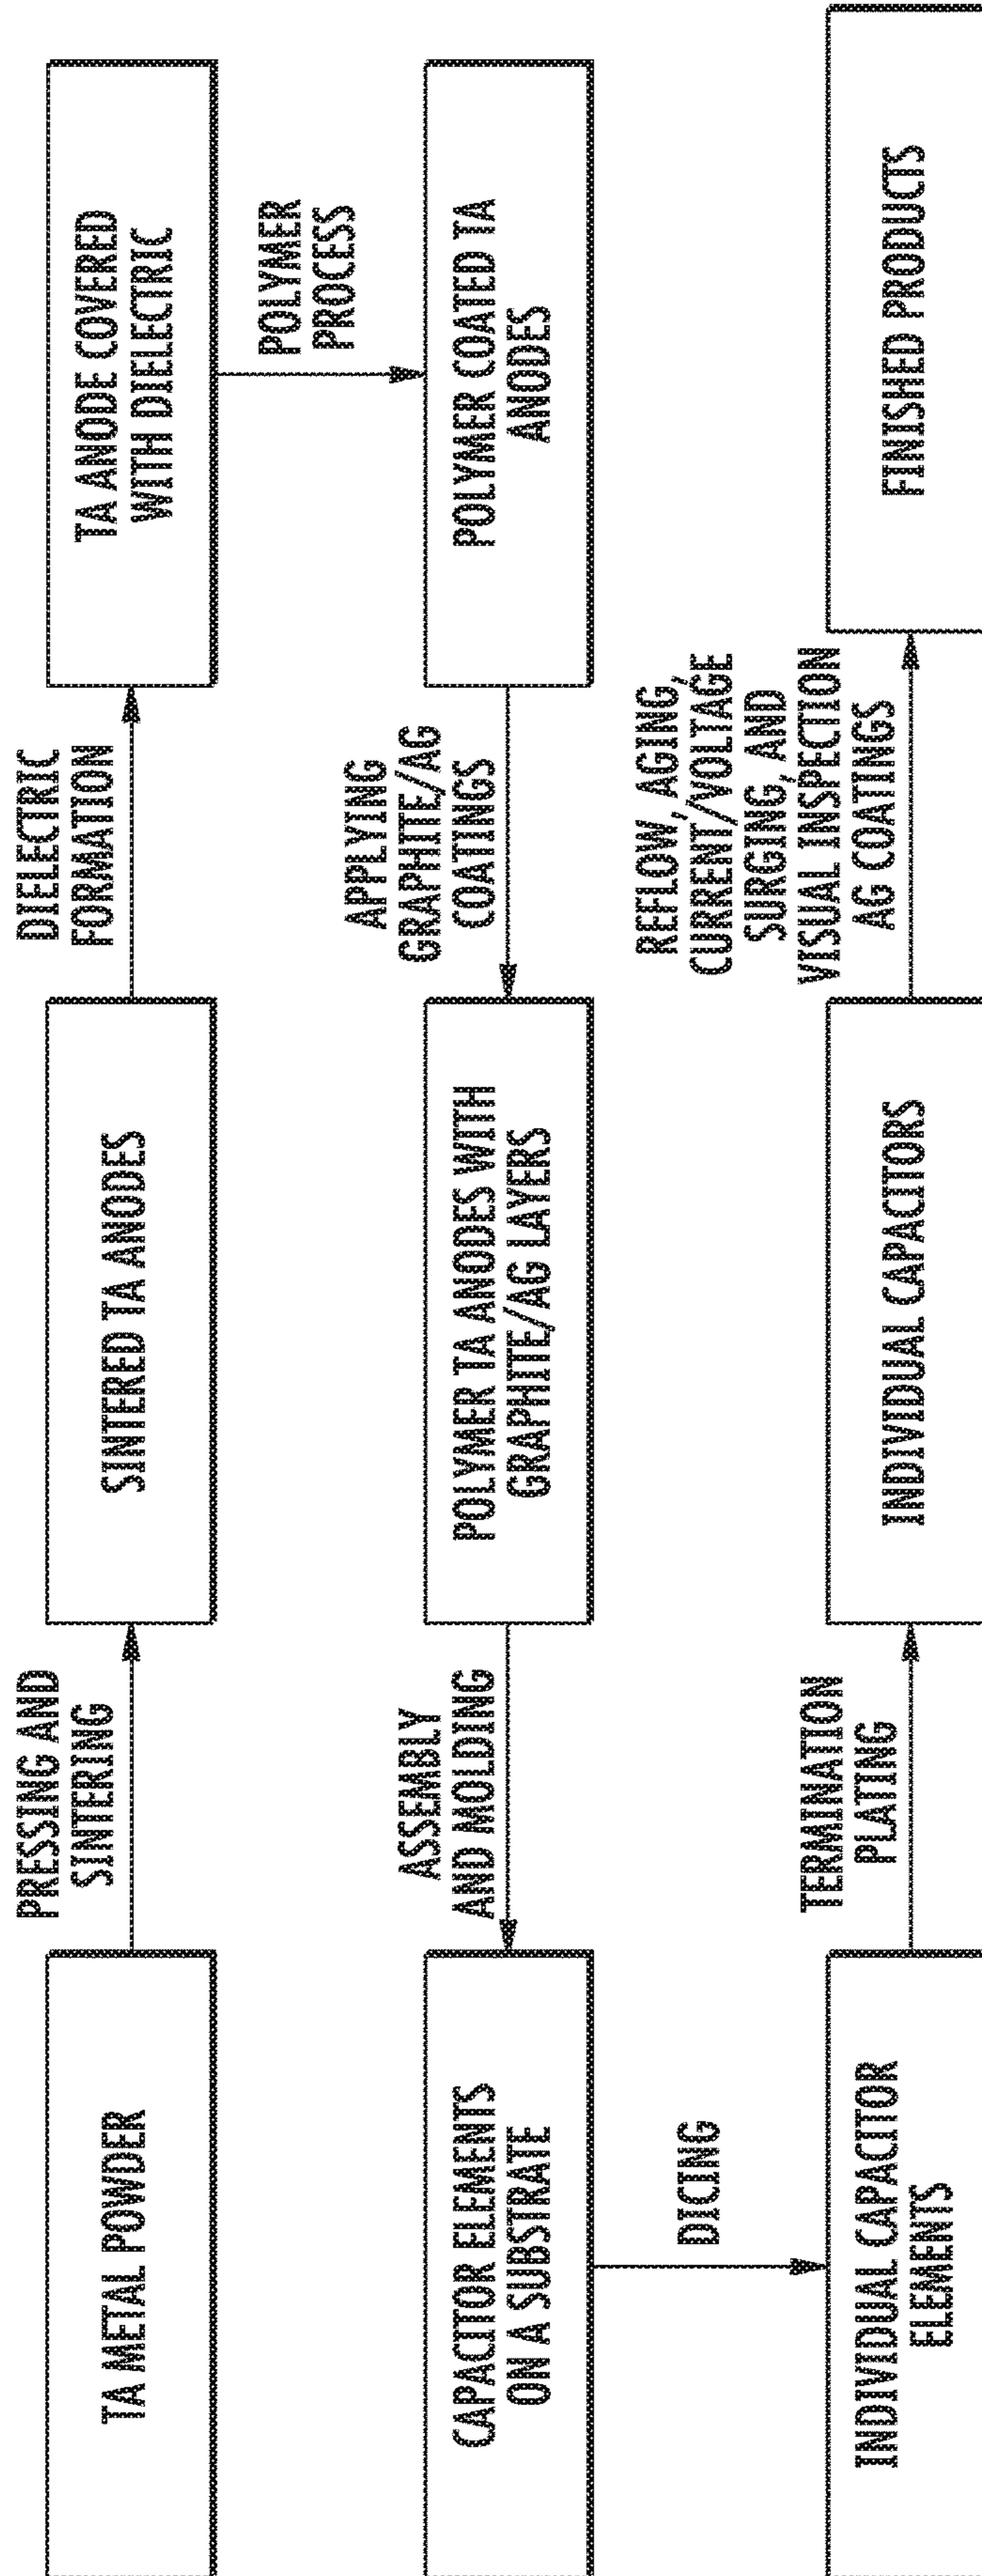 TA METAL POWDER
PRESSING AND
SINTERING
SINTERED TA ANODES
DIELECTRIC
FORMATION
TA ANODE COVERED
WITH DIELECTRIC
POLYMER
PROCESS
POLYMER COATED TA
ANODES
APPLYING
GRAPHITE/AG
COATINGS
POLYMER TA ANODES WITH
GRAPHITE/AG LAYERS
ASSEMBLY
AND MOLDING
CAPACITOR ELEMENTS
ON A SUBSTRATE
DICING
INDIVIDUAL CAPACITOR
ELEMENTS
TERMINATION
PLATING
INDIVIDUAL CAPACITORS
REFLOW, AGING,
CURRENT/VOLTAGE
SURGING, AND
VISUAL INSPECTION
AG COATINGS
FINISHED PRODUCTS